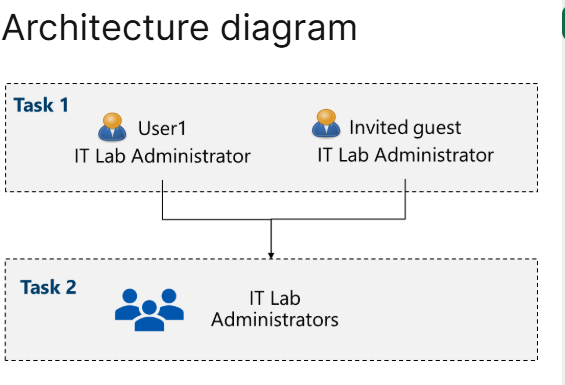 Architecture diagram
Task 1
User1
IT Lab Administrator
Invited guest
IT Lab Administrator
Task 2
IT Lab
Administrators